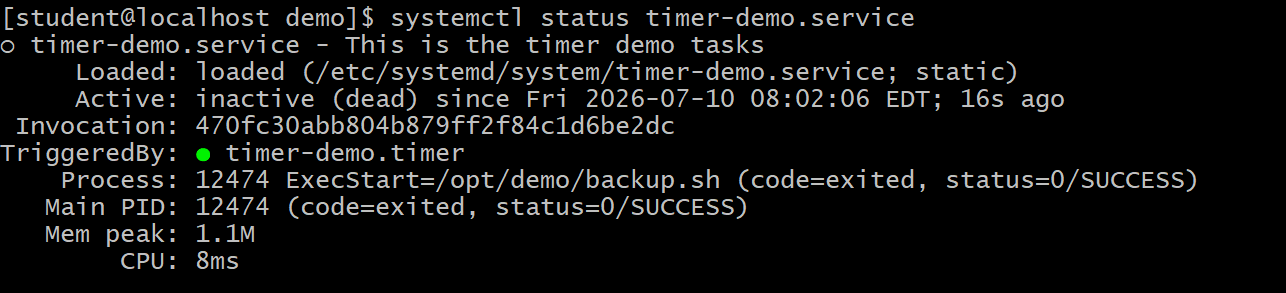 [student@localhost demo]$ systemctl status timer-demo.service
○ timer-demo.service - This is the timer demo tasks
     Loaded: loaded (/etc/systemd/system/timer-demo.service; static)
     Active: inactive (dead) since Fri 2026-07-10 08:02:06 EDT; 16s ago
 Invocation: 470fc30abb804b879ff2f84c1d6be2dc
TriggeredBy: ● timer-demo.timer
    Process: 12474 ExecStart=/opt/demo/backup.sh (code=exited, status=0/SUCCESS)
   Main PID: 12474 (code=exited, status=0/SUCCESS)
   Mem peak: 1.1M
        CPU: 8ms